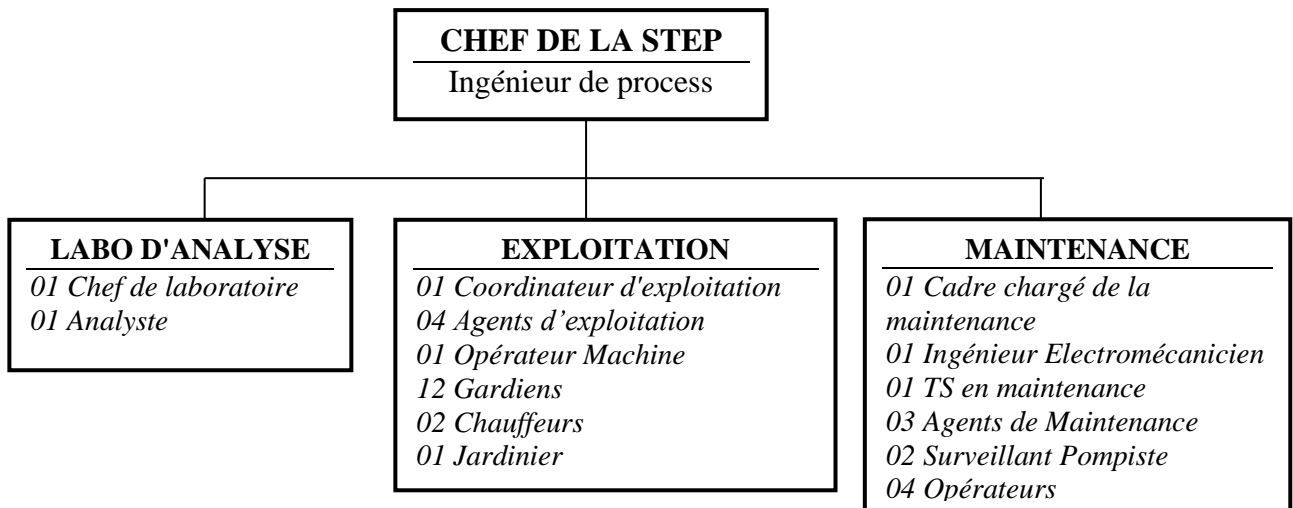 CHEF DE LA STEP
Ingénieur de process
LABO D'ANALYSE
01 Chef de laboratoire
01 Analyste
EXPLOITATION
01 Coordinateur d'exploitation
04 Agents d’exploitation
01 Opérateur Machine
12 Gardiens
02 Chauffeurs
01 Jardinier
MAINTENANCE
01 Cadre chargé de la
maintenance
01 Ingénieur Electromécanicien
01 TS en maintenance
03 Agents de Maintenance
02 Surveillant Pompiste
04 Opérateurs